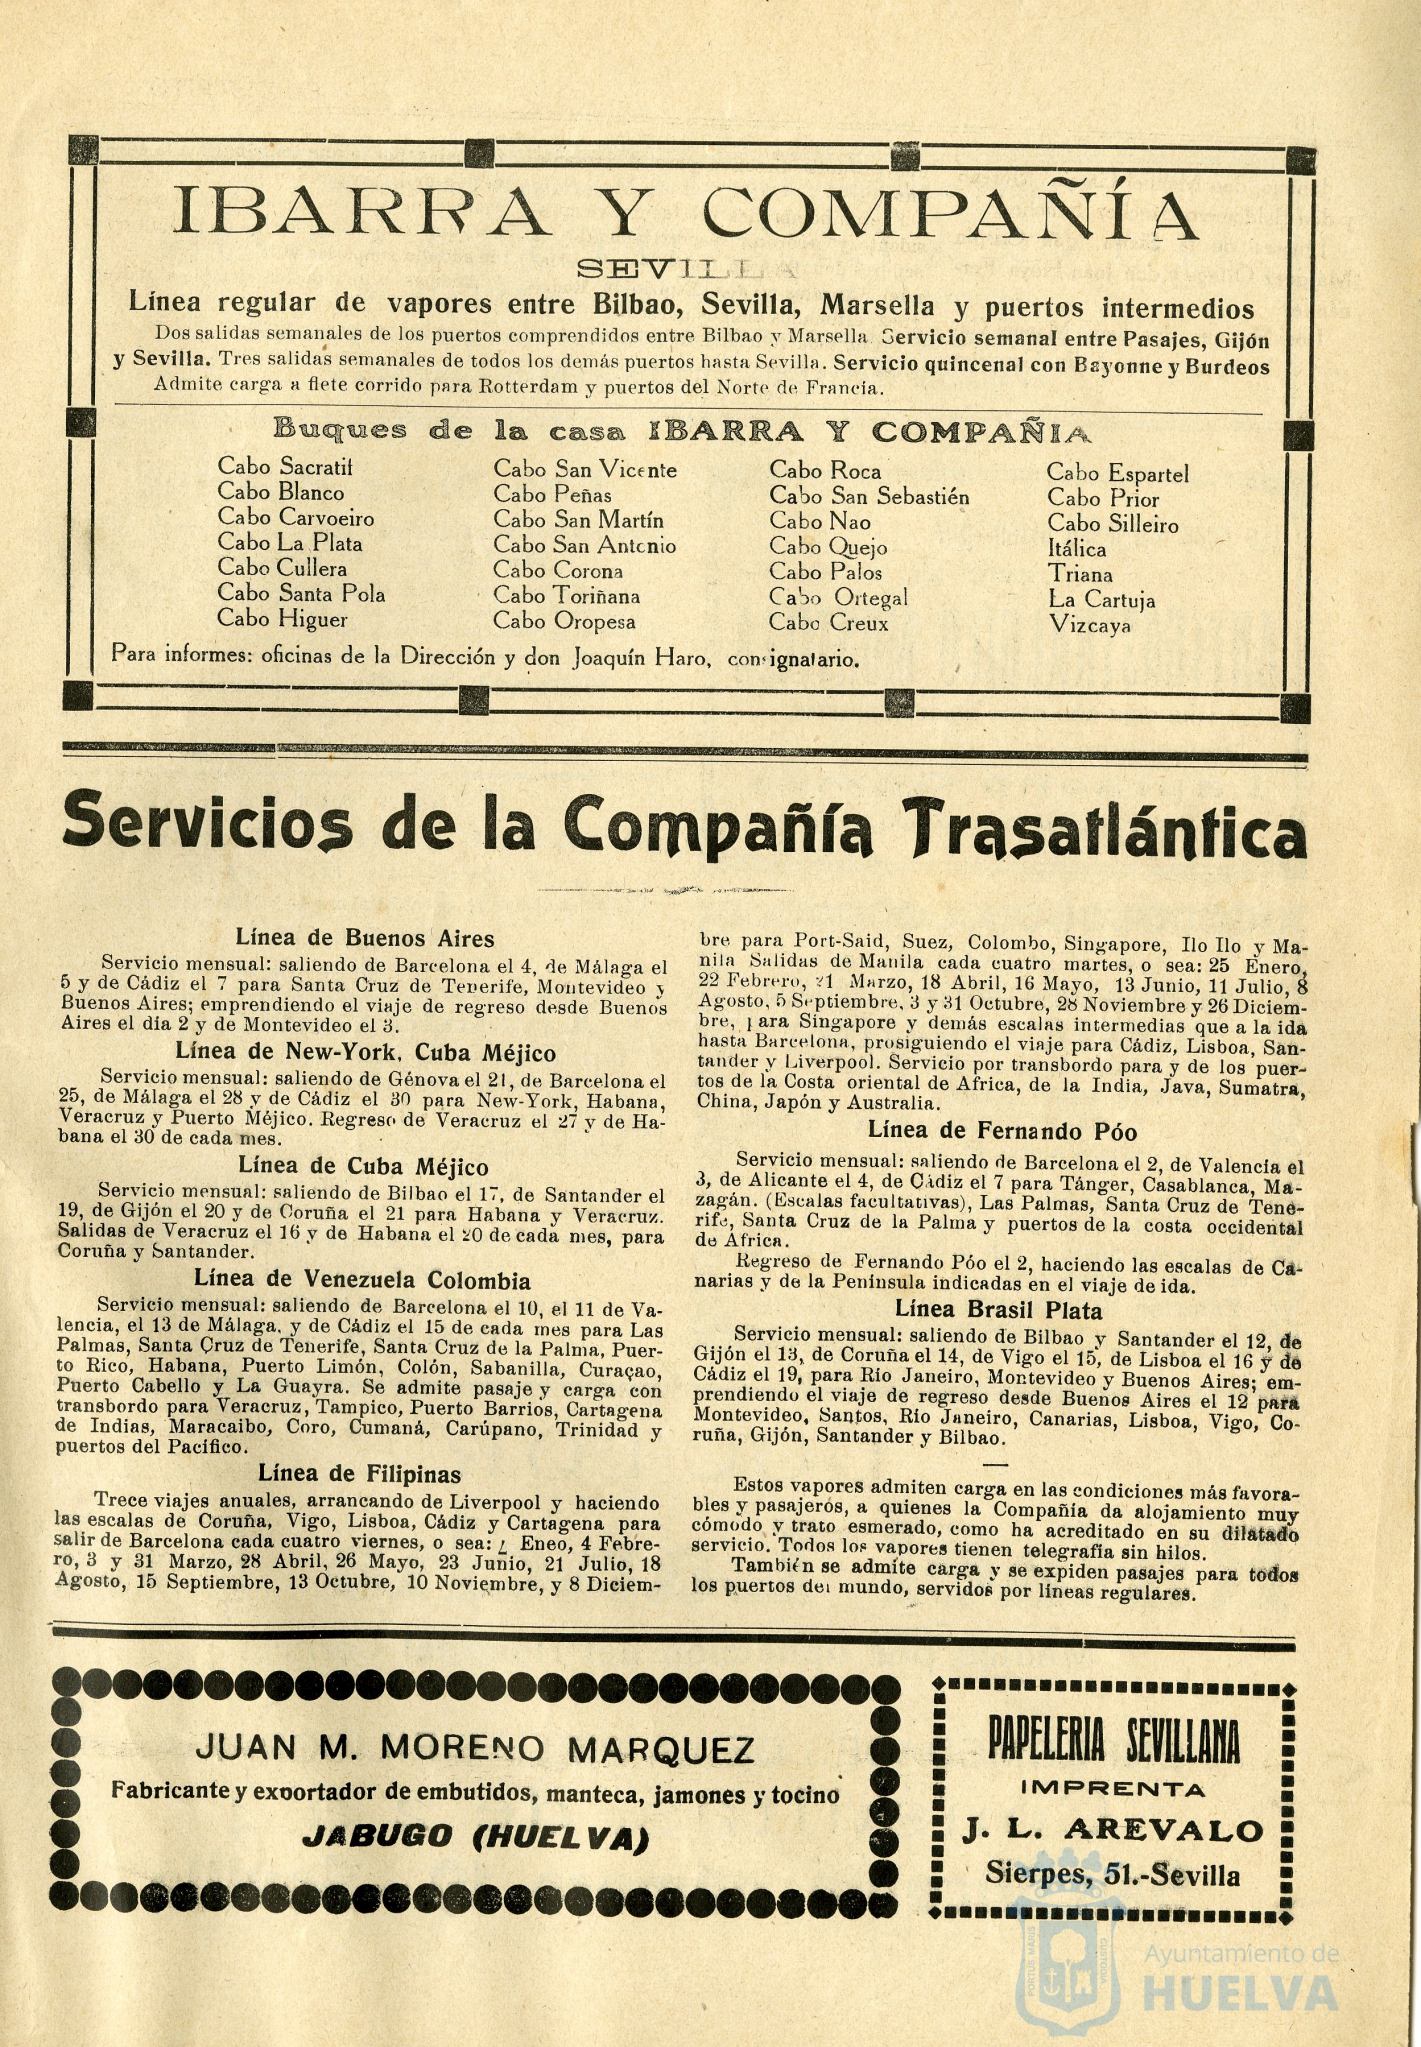 IBARRA Y COMPAÑÍA
SEVILLA
Línea regular de vapores entre Bilbao, Sevilla, Marsella y puertos intermedios
Dos salidas semanales de los puertos comprendidos entre Bilbao y Marsella. Servicio semanal entre Pasajes, Gijón
y Sevilla. Tres salidas semanales de todos los demás puertos hasta Sevilla. Servicio quincenal con Bayonne y Burdeos
Admite carga a flete corrido para Rotterdam y puertos del Norte de Francia.
Buques de la casa IBARRA Y COMPAÑIA
Cabo Sacratif
Cabo Blanco
Cabo Carvoeiro
Cabo La Plata
Cabo Cullera
Cabo Santa Pola
Cabo Higuer
Cabo San Vicente
Cabo Peñas
Cabo San Martín
Cabo San Antonio
Cabo Corona
Cabo Toriñana
Cabo Oropesa
Cabo Roca
Cabo San Sebastién
Cabo Nao
Cabo Quejo
Cabo Palos
Cabo Ortegal
Cabo Creux
Cabo Espartel
Cabo Prior
Cabo Silleiro
Itálica
Triana
La Cartuja
Vizcaya
Para informes: oficinas de la Dirección y don Joaquín Haro, consignatario.
Servicios de la Compañía Trasatlántica
Línea de Buenos Aires
Servicio mensual: saliendo de Barcelona el 4, de Málaga el
5 y de Cádiz el 7 para Santa Cruz de Tenerife, Montevideo y
Buenos Aires; emprendiendo el viaje de regreso desde Buenos
Aires el día 2 y de Montevideo el 3.
Línea de New-York, Cuba Méjico
Servicio mensual: saliendo de Génova el 21, de Barcelona el
25, de Málaga el 28 y de Cádiz el 30 para New-York, Habana,
Veracruz y Puerto Méjico. Regreso de Veracruz el 27 y de Ha-
bana el 30 de cada mes.
Línea de Cuba Méjico
Servicio mensual: saliendo de Bilbao el 17, de Santander el
19, de Gijón el 20 y de Coruña el 21 para Habana y Veracruz.
Salidas de Veracruz el 16 y de Habana el 20 de cada mes, para
Coruña y Santander.
Línea de Venezuela Colombia
Servicio mensual: saliendo de Barcelona el 10, el 11 de Va-
lencia, el 13 de Málaga, y de Cádiz el 15 de cada mes para Las
Palmas, Santa Cruz de Tenerife, Santa Cruz de la Palma, Puer-
to Rico, Habana, Puerto Limón, Colón, Sabanilla, Curaçao,
Puerto Cabello y La Guayra. Se admite pasaje y carga con
transbordo para Veracruz, Tampico, Puerto Barrios, Cartagena
de Indias, Maracaibo, Coro, Cumaná, Carúpano, Trinidad y
puertos del Pacífico.
Línea de Filipinas
Trece viajes anuales, arrancando de Liverpool y haciendo
las escalas de Coruña, Vigo, Lisboa, Cádiz y Cartagena para
salir de Barcelona cada cuatro viernes, o sea: Eneo, 4 Febre-
ro, 3 y 31 Marzo, 28 Abril, 26 Mayo, 23 Junio, 21 Julio, 18
Agosto, 15 Septiembre, 13 Octubre, 10 Noviembre, y 8 Diciem-
bre para Port-Said, Suez, Colombo, Singapore, Ilo Ilo y Ma-
nila Salidas de Manila cada cuatro martes, o sea: 25 Enero,
22 Febrero, 21 Marzo, 18 Abril, 16 Mayo, 13 Junio, 11 Julio, 8
Agosto, 5 Septiembre, 3 y 31 Octubre, 28 Noviembre y 26 Diciem-
bre, para Singapore y demás escalas intermedias que a la ida
hasta Barcelona, prosiguiendo el viaje para Cádiz, Lisboa, San-
tander y Liverpool. Servicio por transbordo para y de los puer-
tos de la Costa oriental de Africa, de la India, Java, Sumatra,
China, Japón y Australia.
Línea de Fernando Póo
Servicio mensual: saliendo de Barcelona el 2, de Valencia el
3, de Alicante el 4, de Cádiz el 7 para Tánger, Casablanca, Ma-
zagán. (Escalas facultativas), Las Palmas, Santa Cruz de Tene-
rife, Santa Cruz de la Palma y puertos de la costa occidental
de Africa.
Regreso de Fernando Póo el 2, haciendo las escalas de Ca-
narias y de la Península indicadas en el viaje de ida.
Línea Brasil Plata
Servicio mensual: saliendo de Bilbao y Santander el 12, de
Gijón el 13, de Coruña el 14, de Vigo el 15, de Lisboa el 16 y de
Cádiz el 19, para Río Janeiro, Montevideo y Buenos Aires; em-
prendiendo el viaje de regreso desde Buenos Aires el 12 para
Montevideo, Santos, Río Janeiro, Canarias, Lisboa, Vigo, Co-
ruña, Gijón, Santander y Bilbao.
Estos vapores admiten carga en las condiciones más favora-
bles y pasajeros, a quienes la Compañía da alojamiento muy
cómodo y trato esmerado, como ha acreditado en su dilatado
servicio. Todos los vapores tienen telegrafía sin hilos.
También se admite carga y se expiden pasajes para todos
los puertos del mundo, servidos por líneas regulares.
JUAN M. MORENO MARQUEZ
Fabricante y exportador de embutidos, manteca, jamones y tocino
JABUGO (HUELVA)
PAPELERIA SEVILLANA
IMPRENTA
J. L. AREVALO
Sierpes, 51.-Sevilla
PORTUS MARIS
CUSTODIA
Ayuntamiento de
HUELVA